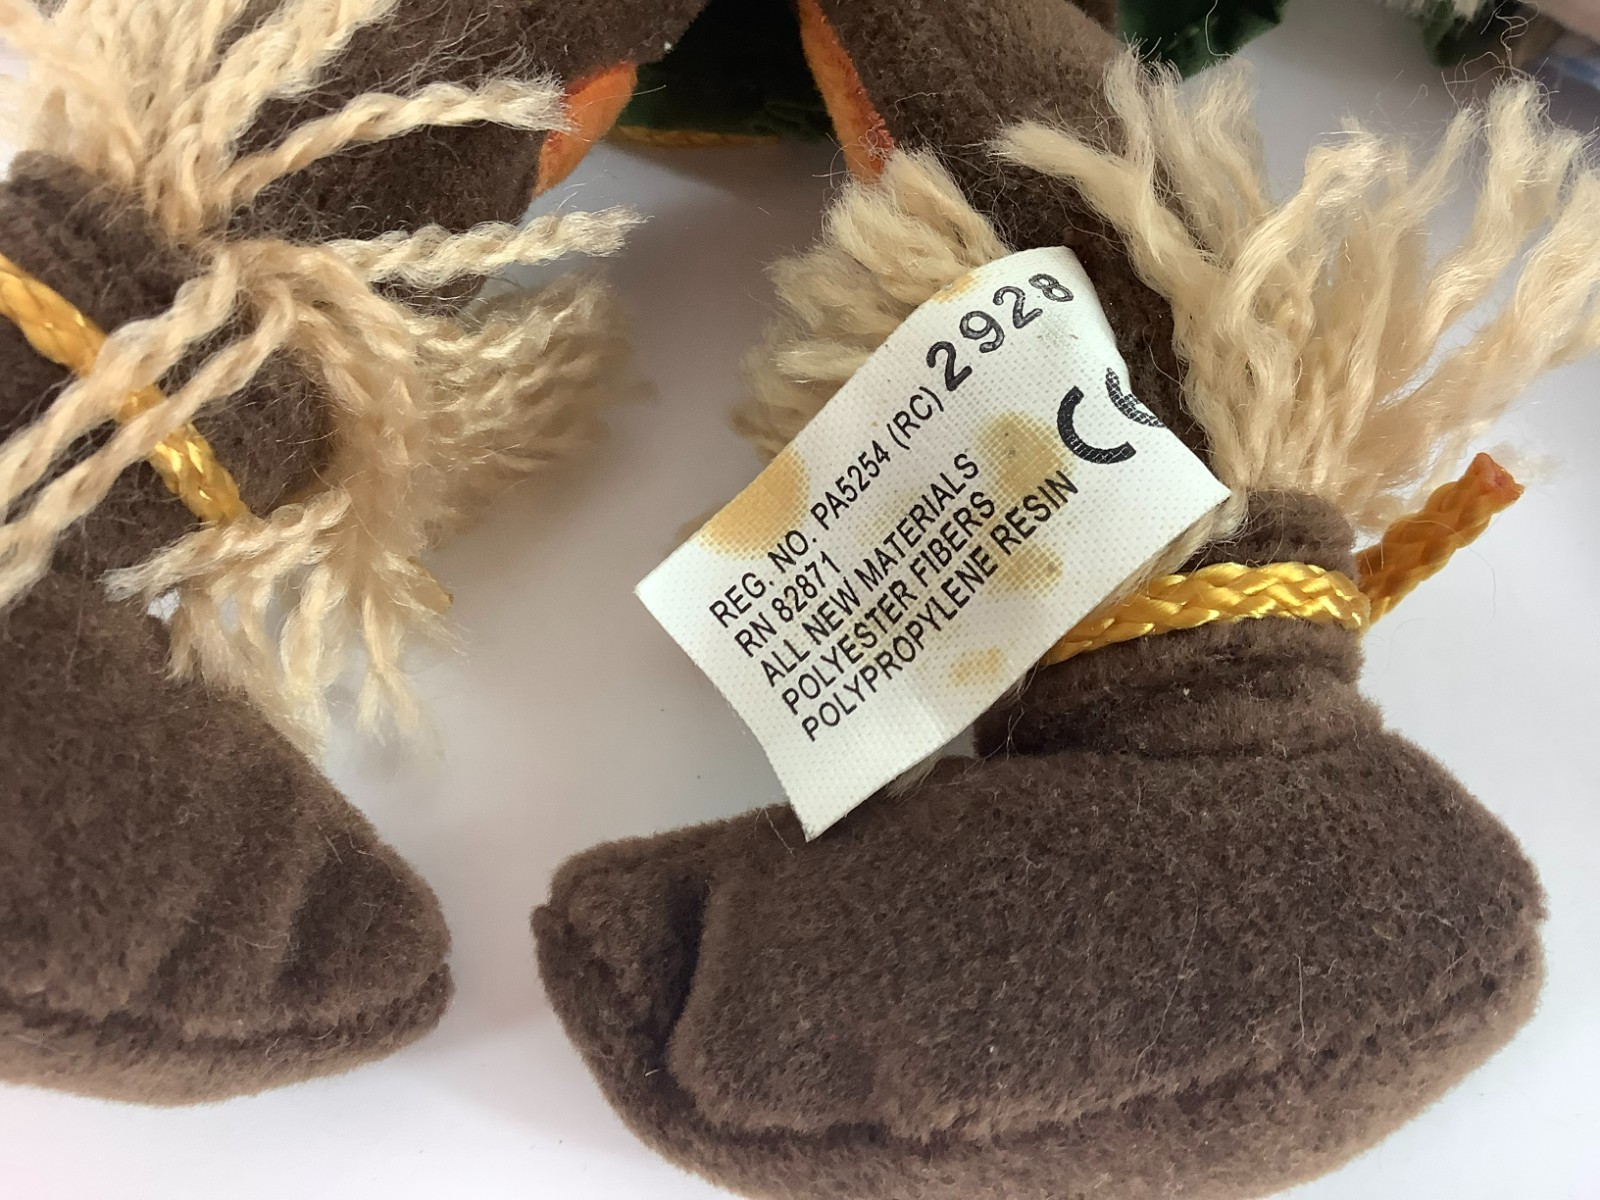 REG. NO. PA5254 (RC) 2928
RN 82871
ALL NEW MATERIALS
POLYESTER FIBERS
POLYPROPYLENE RESIN
CE